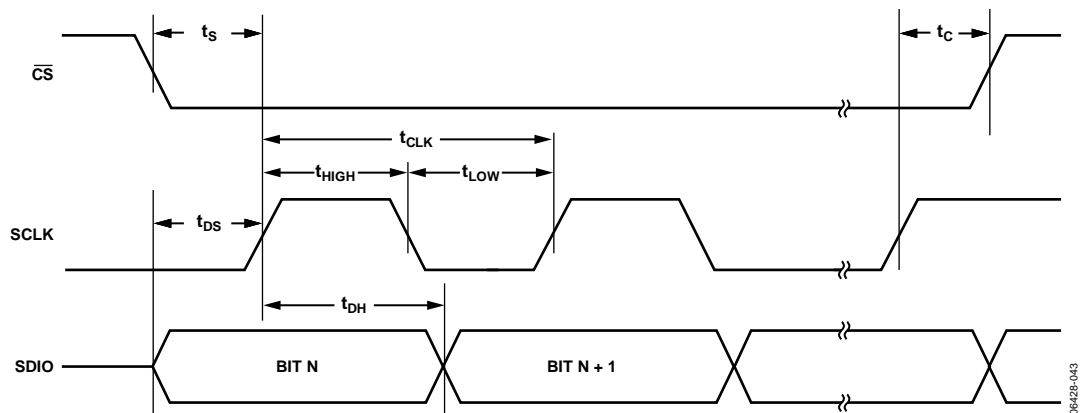 tS
tC
CS
tCLK
tHIGH
tLOW
tDS
SCLK
tDH
SDIO
BIT N
BIT N + 1
06428-043